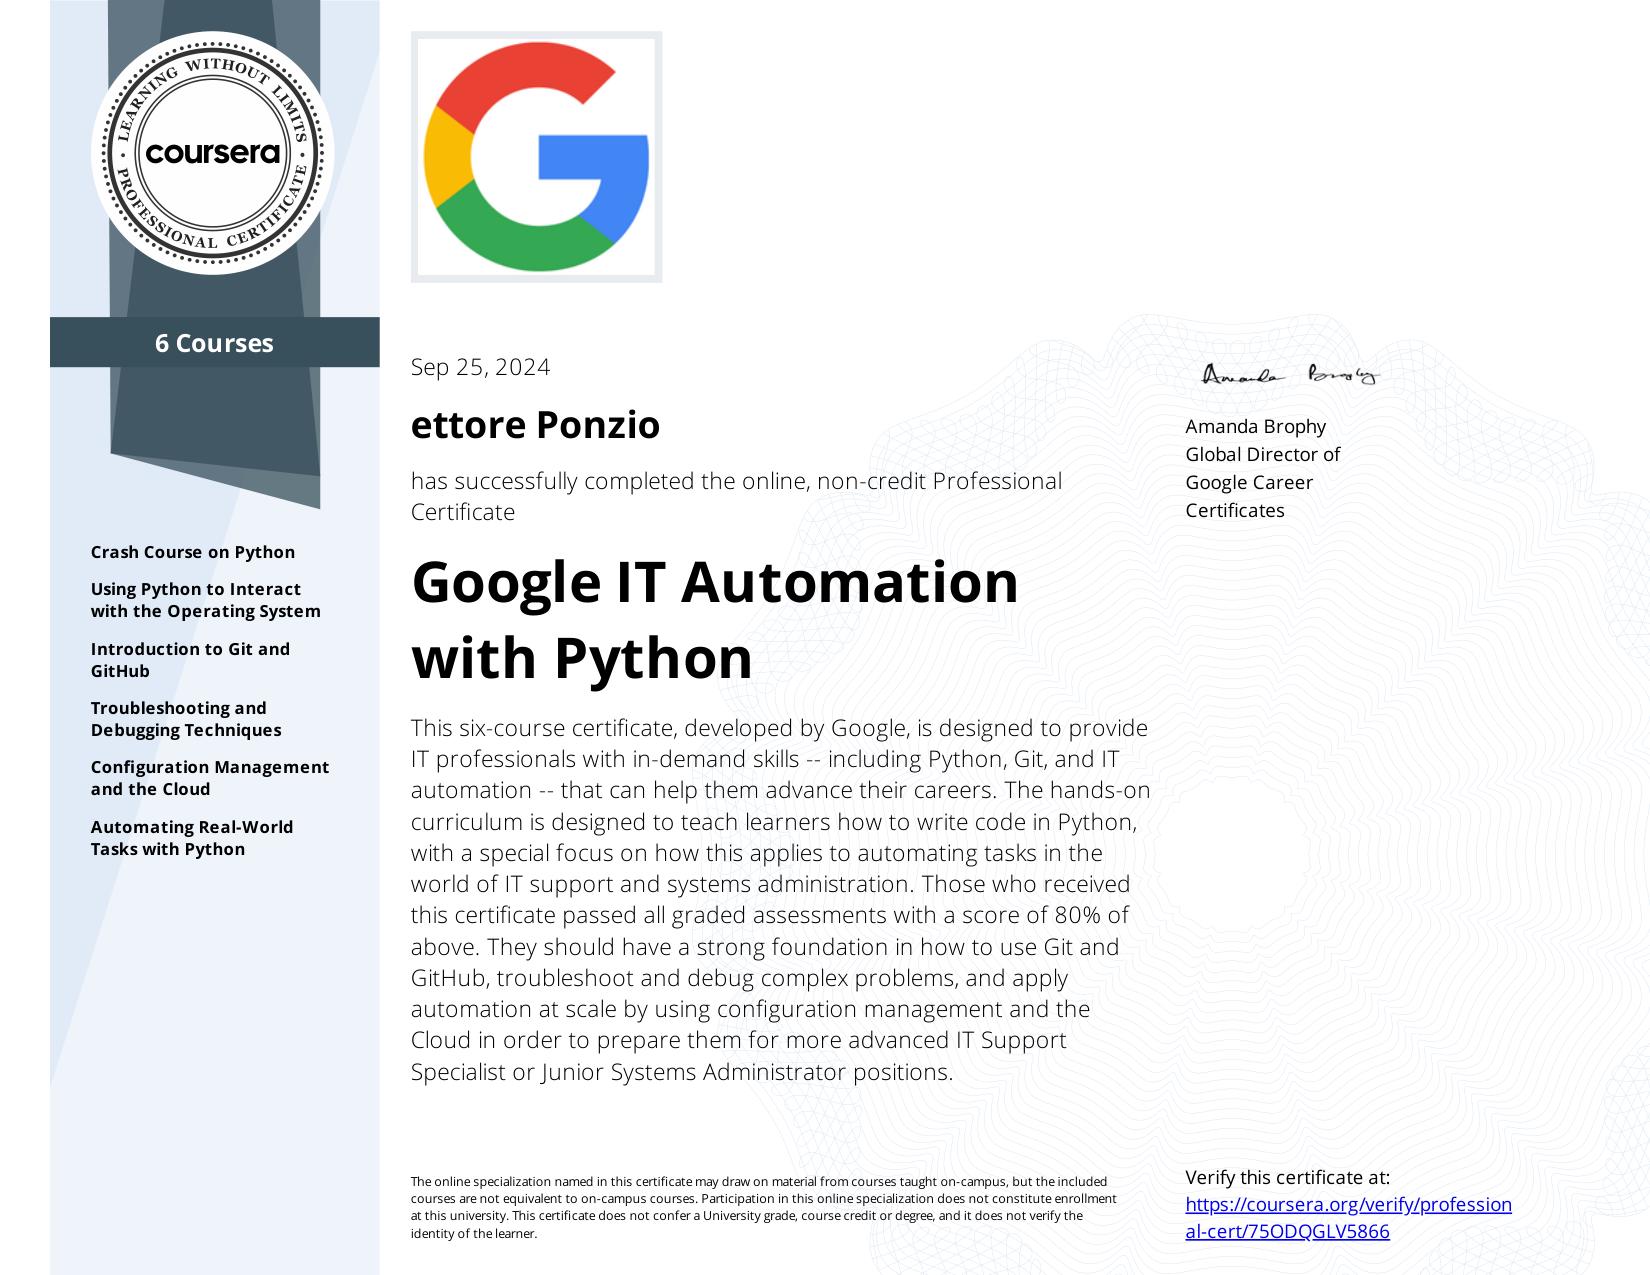 LEARNING WITHOUT LIMITS
coursera
PROFESSIONAL CERTIFICATE
6 Courses
Crash Course on Python
Using Python to Interact
with the Operating System
Introduction to Git and
GitHub
Troubleshooting and
Debugging Techniques
Configuration Management
and the Cloud
Automating Real-World
Tasks with Python
Sep 25, 2024
ettore Ponzio
has successfully completed the online, non-credit Professional
Certificate
Google IT Automation
with Python
This six-course certificate, developed by Google, is designed to provide
IT professionals with in-demand skills -- including Python, Git, and IT
automation -- that can help them advance their careers. The hands-on
curriculum is designed to teach learners how to write code in Python,
with a special focus on how this applies to automating tasks in the
world of IT support and systems administration. Those who received
this certificate passed all graded assessments with a score of 80% of
above. They should have a strong foundation in how to use Git and
GitHub, troubleshoot and debug complex problems, and apply
automation at scale by using configuration management and the
Cloud in order to prepare them for more advanced IT Support
Specialist or Junior Systems Administrator positions.
The online specialization named in this certificate may draw on material from courses taught on-campus, but the included
courses are not equivalent to on-campus courses. Participation in this online specialization does not constitute enrollment
at this university. This certificate does not confer a University grade, course credit or degree, and it does not verify the
identity of the learner.
Amanda Brophy
Amanda Brophy
Global Director of
Google Career
Certificates
Verify this certificate at:
https://coursera.org/verify/profession
al-cert/75ODQGLV5866